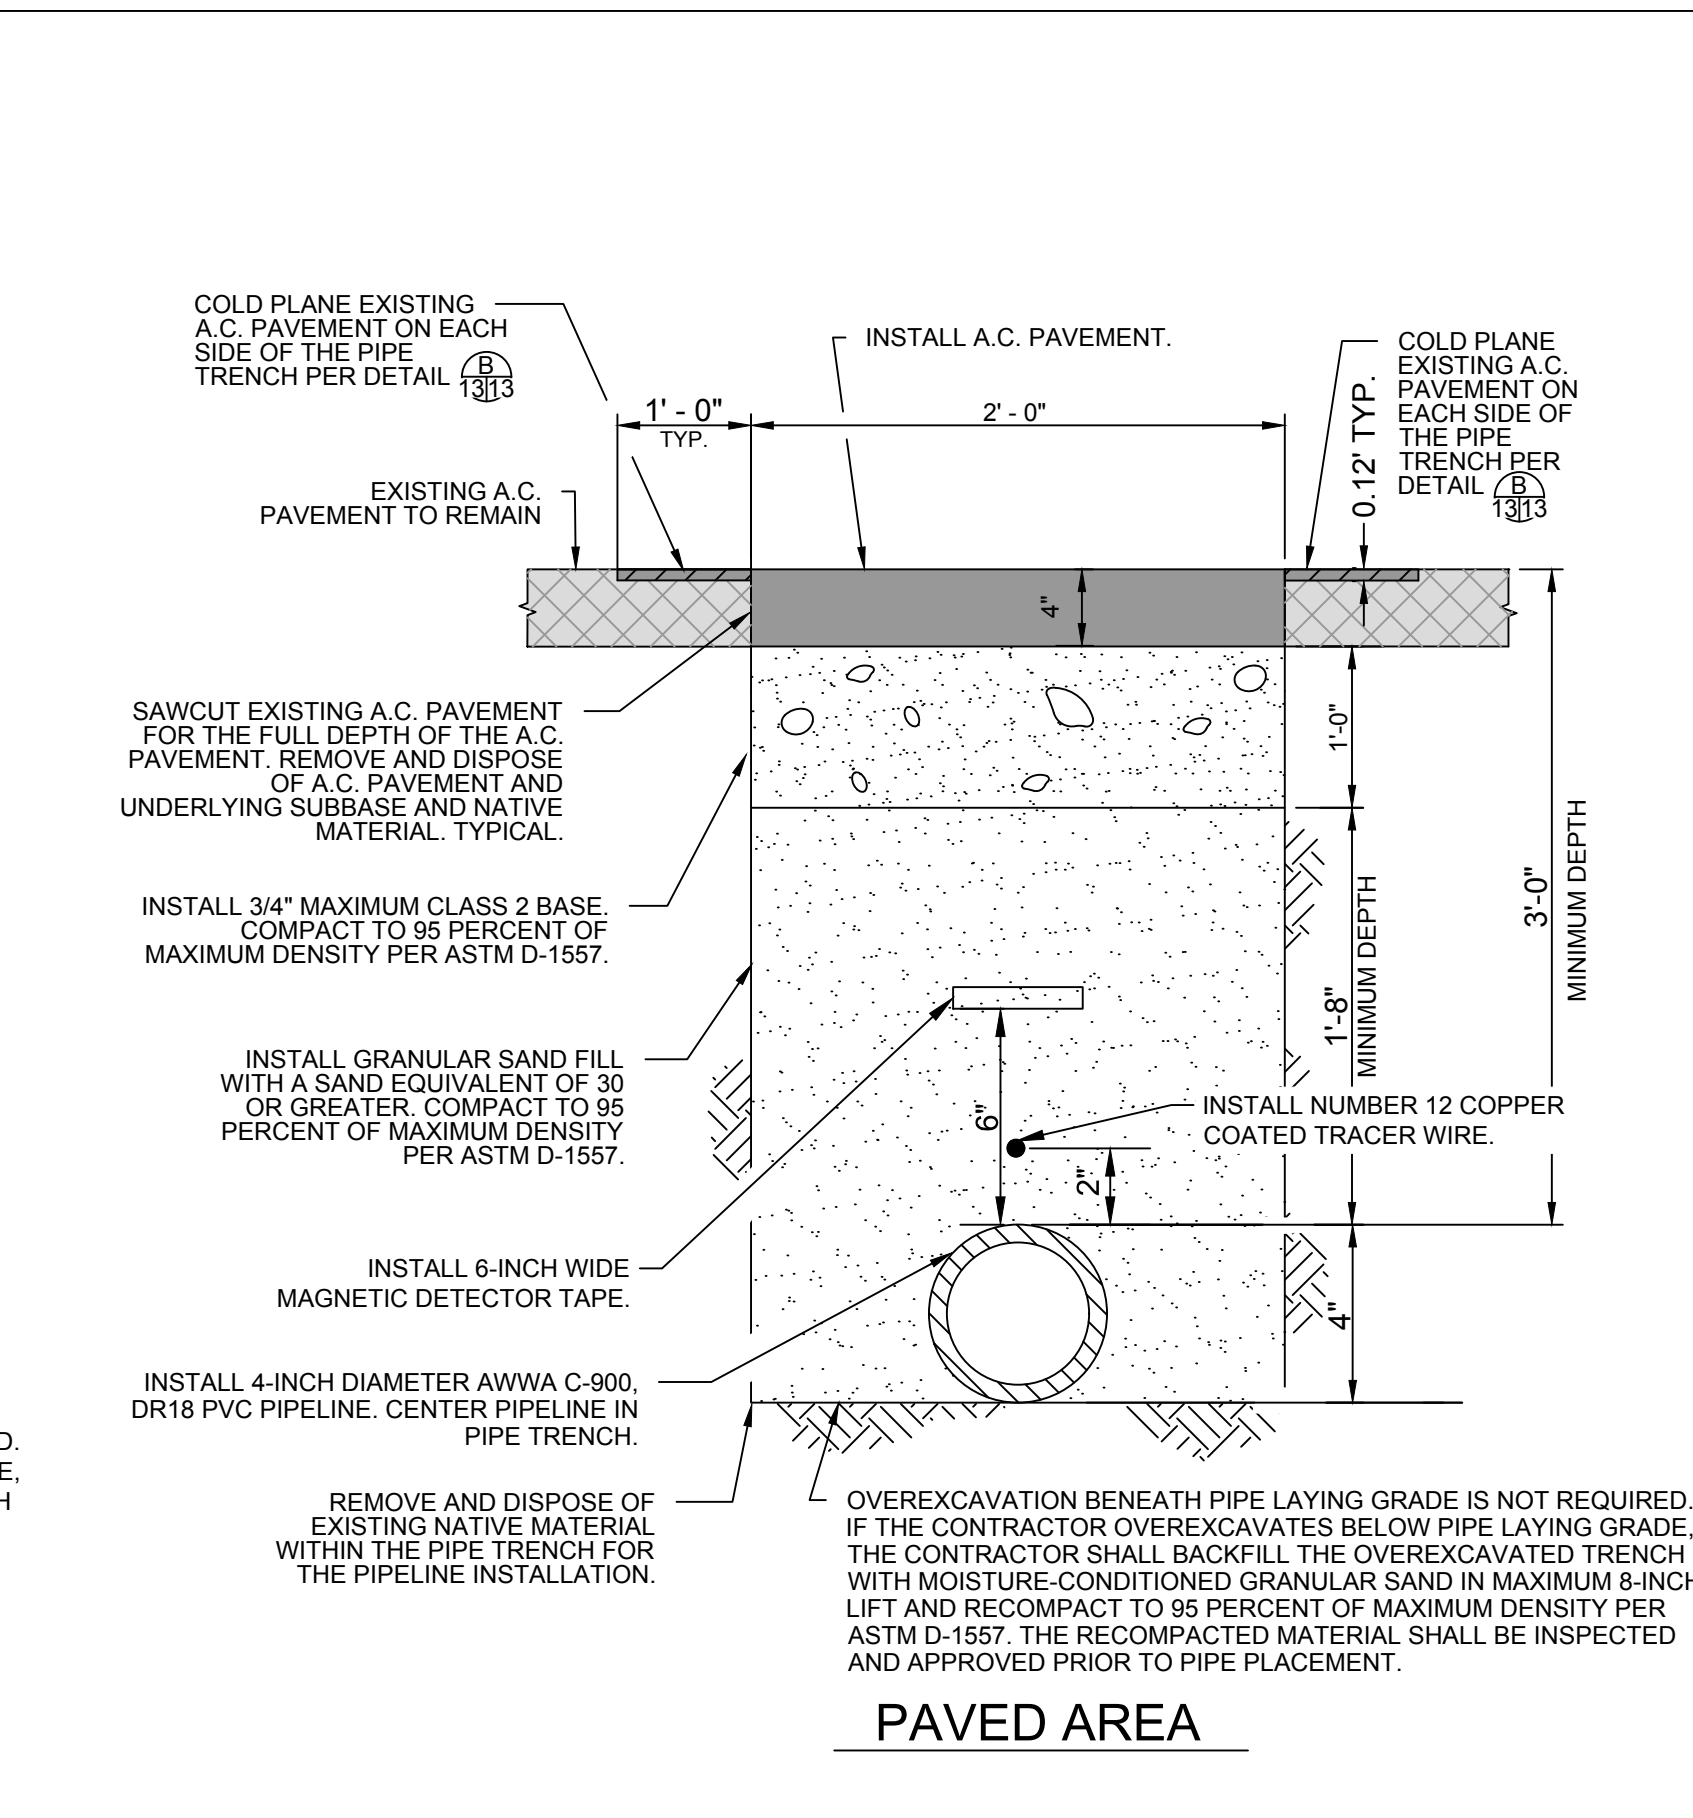 COLD PLANE EXISTING
A.C. PAVEMENT ON EACH
SIDE OF THE PIPE
TRENCH PER DETAIL
B
13 13
INSTALL A.C. PAVEMENT.
COLD PLANE
EXISTING A.C.
PAVEMENT ON
EACH SIDE OF
THE PIPE
TRENCH PER
DETAIL
B
13 13
1' - 0"
TYP.
2' - 0"
0.12' TYP.
EXISTING A.C.
PAVEMENT TO REMAIN
4"
SAWCUT EXISTING A.C. PAVEMENT
FOR THE FULL DEPTH OF THE A.C.
PAVEMENT. REMOVE AND DISPOSE
OF A.C. PAVEMENT AND
UNDERLYING SUBBASE AND NATIVE
MATERIAL. TYPICAL.
1'-0"
INSTALL 3/4" MAXIMUM CLASS 2 BASE.
COMPACT TO 95 PERCENT OF
MAXIMUM DENSITY PER ASTM D-1557.
3'-0"
MINIMUM DEPTH
1'-8"
MINIMUM DEPTH
INSTALL GRANULAR SAND FILL
WITH A SAND EQUIVALENT OF 30
OR GREATER. COMPACT TO 95
PERCENT OF MAXIMUM DENSITY
PER ASTM D-1557.
6"
INSTALL NUMBER 12 COPPER
COATED TRACER WIRE.
2"
INSTALL 6-INCH WIDE
MAGNETIC DETECTOR TAPE.
4"
INSTALL 4-INCH DIAMETER AWWA C-900,
DR18 PVC PIPELINE. CENTER PIPELINE IN
PIPE TRENCH.
D.
E,
H
REMOVE AND DISPOSE OF
EXISTING NATIVE MATERIAL
WITHIN THE PIPE TRENCH FOR
THE PIPELINE INSTALLATION.
OVEREXCAVATION BENEATH PIPE LAYING GRADE IS NOT REQUIRED.
IF THE CONTRACTOR OVEREXCAVATES BELOW PIPE LAYING GRADE,
THE CONTRACTOR SHALL BACKFILL THE OVEREXCAVATED TRENCH
WITH MOISTURE-CONDITIONED GRANULAR SAND IN MAXIMUM 8-INCH
LIFT AND RECOMPACT TO 95 PERCENT OF MAXIMUM DENSITY PER
ASTM D-1557. THE RECOMPACTED MATERIAL SHALL BE INSPECTED
AND APPROVED PRIOR TO PIPE PLACEMENT.
PAVED AREA